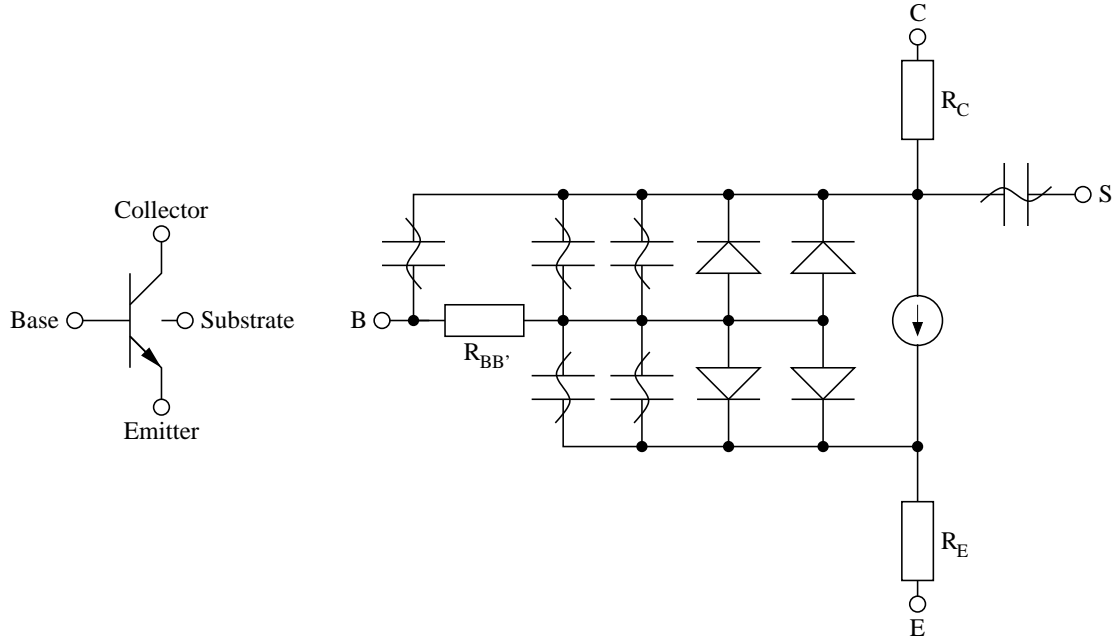 Collector
Base
Substrate
Emitter
C
R_C
S
B
R_BB'
R_E
E